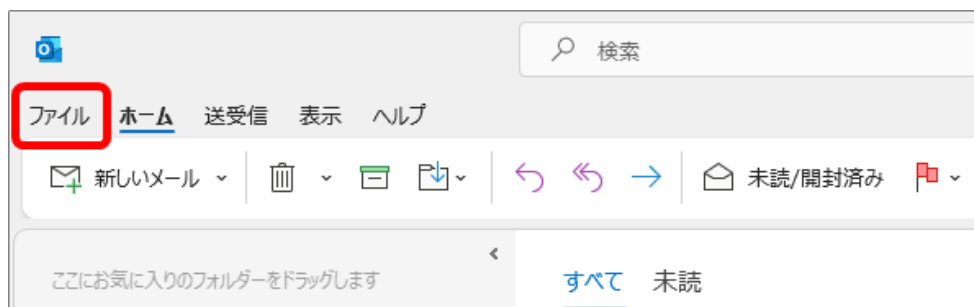 検索
ファイル ホーム 送受信 表示 ヘルプ
新しいメール 未読/開封済み
ここにお気に入りのフォルダーをドラッグします
すべて 未読